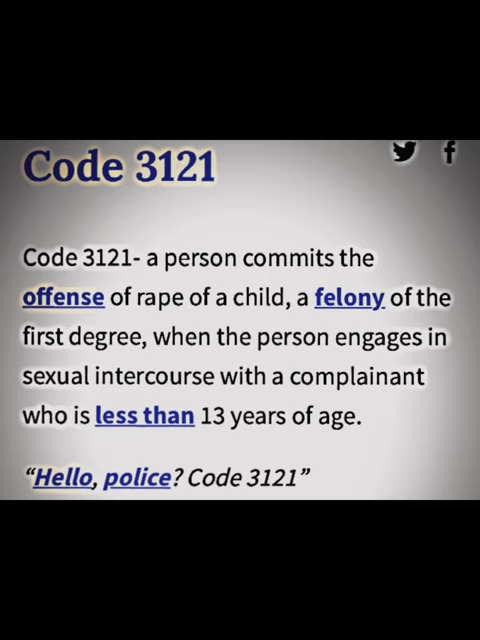 Code 3121
Code 3121- a person commits the
offense of rape of a child, a felony of the
first degree, when the person engages in
sexual intercourse with a complainant
who is less than 13 years of age.
“Hello, police? Code 3121”